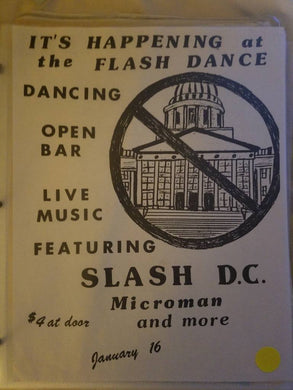 IT'S HAPPENING at
the FLASH DANCE
DANCING
OPEN
BAR
LIVE
MUSIC
FEATURING
SLASH D.C.
Microman
$4 at door
and more
January 16